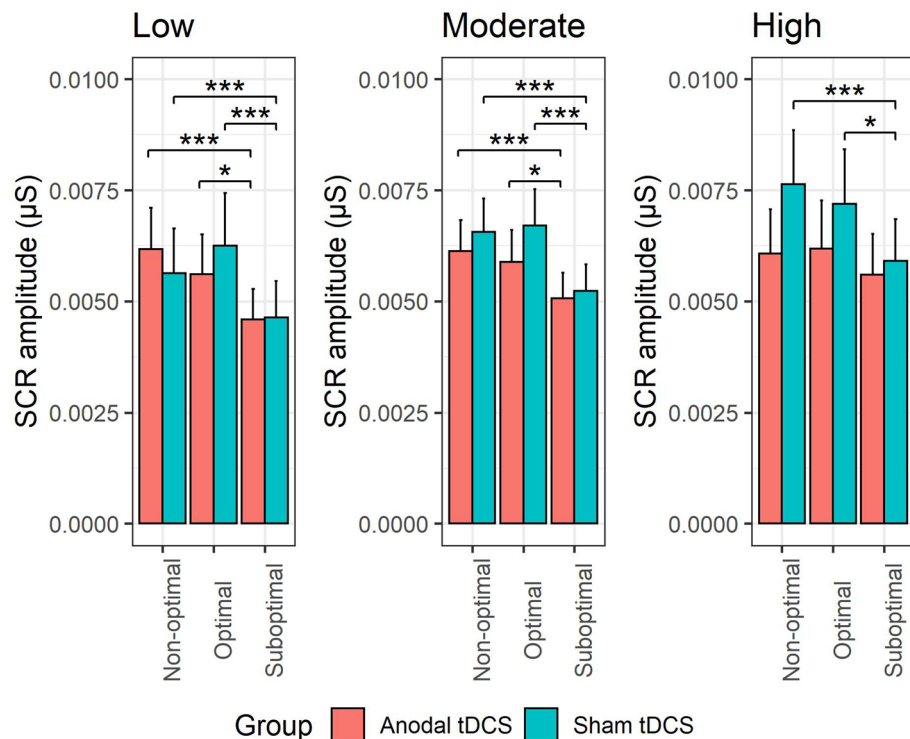 Low
SCR amplitude (µS)
0.0100
0.0075
0.0050
0.0025
0.0000
***
***
***
*
Non-optimal
Optimal
Suboptimal
Moderate
SCR amplitude (µS)
0.0100
0.0075
0.0050
0.0025
0.0000
***
***
***
*
Non-optimal
Optimal
Suboptimal
High
SCR amplitude (µS)
0.0100
0.0075
0.0050
0.0025
0.0000
***
*
Non-optimal
Optimal
Suboptimal
Group Anodal tDCS Sham tDCS